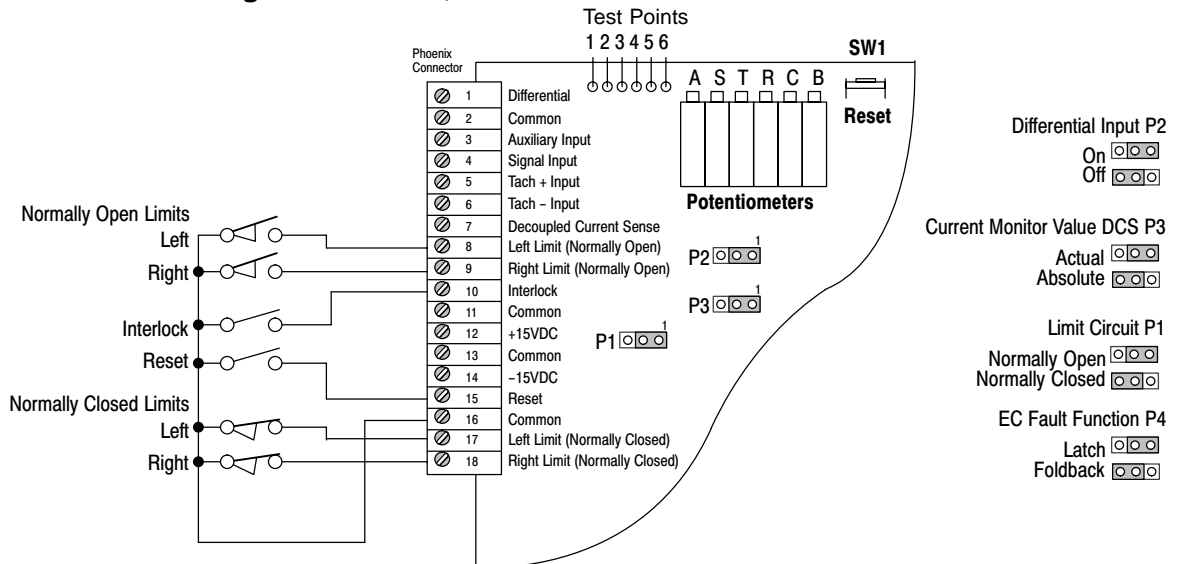 Test Points
1 2 3 4 5 6
SW1
Phoenix
Connector
A S T R C B
Reset
1 Differential
2 Common
3 Auxiliary Input
4 Signal Input
5 Tach + Input
6 Tach – Input
7 Decoupled Current Sense
8 Left Limit (Normally Open)
9 Right Limit (Normally Open)
10 Interlock
11 Common
12 +15VDC
13 Common
14 –15VDC
15 Reset
16 Common
17 Left Limit (Normally Closed)
18 Right Limit (Normally Closed)
Potentiometers
P2 1
P3 1
P1 1
Normally Open Limits
Left
Right
Interlock
Reset
Normally Closed Limits
Left
Right
Differential Input P2
On
Off
Current Monitor Value DCS P3
Actual
Absolute
Limit Circuit P1
Normally Open
Normally Closed
EC Fault Function P4
Latch
Foldback